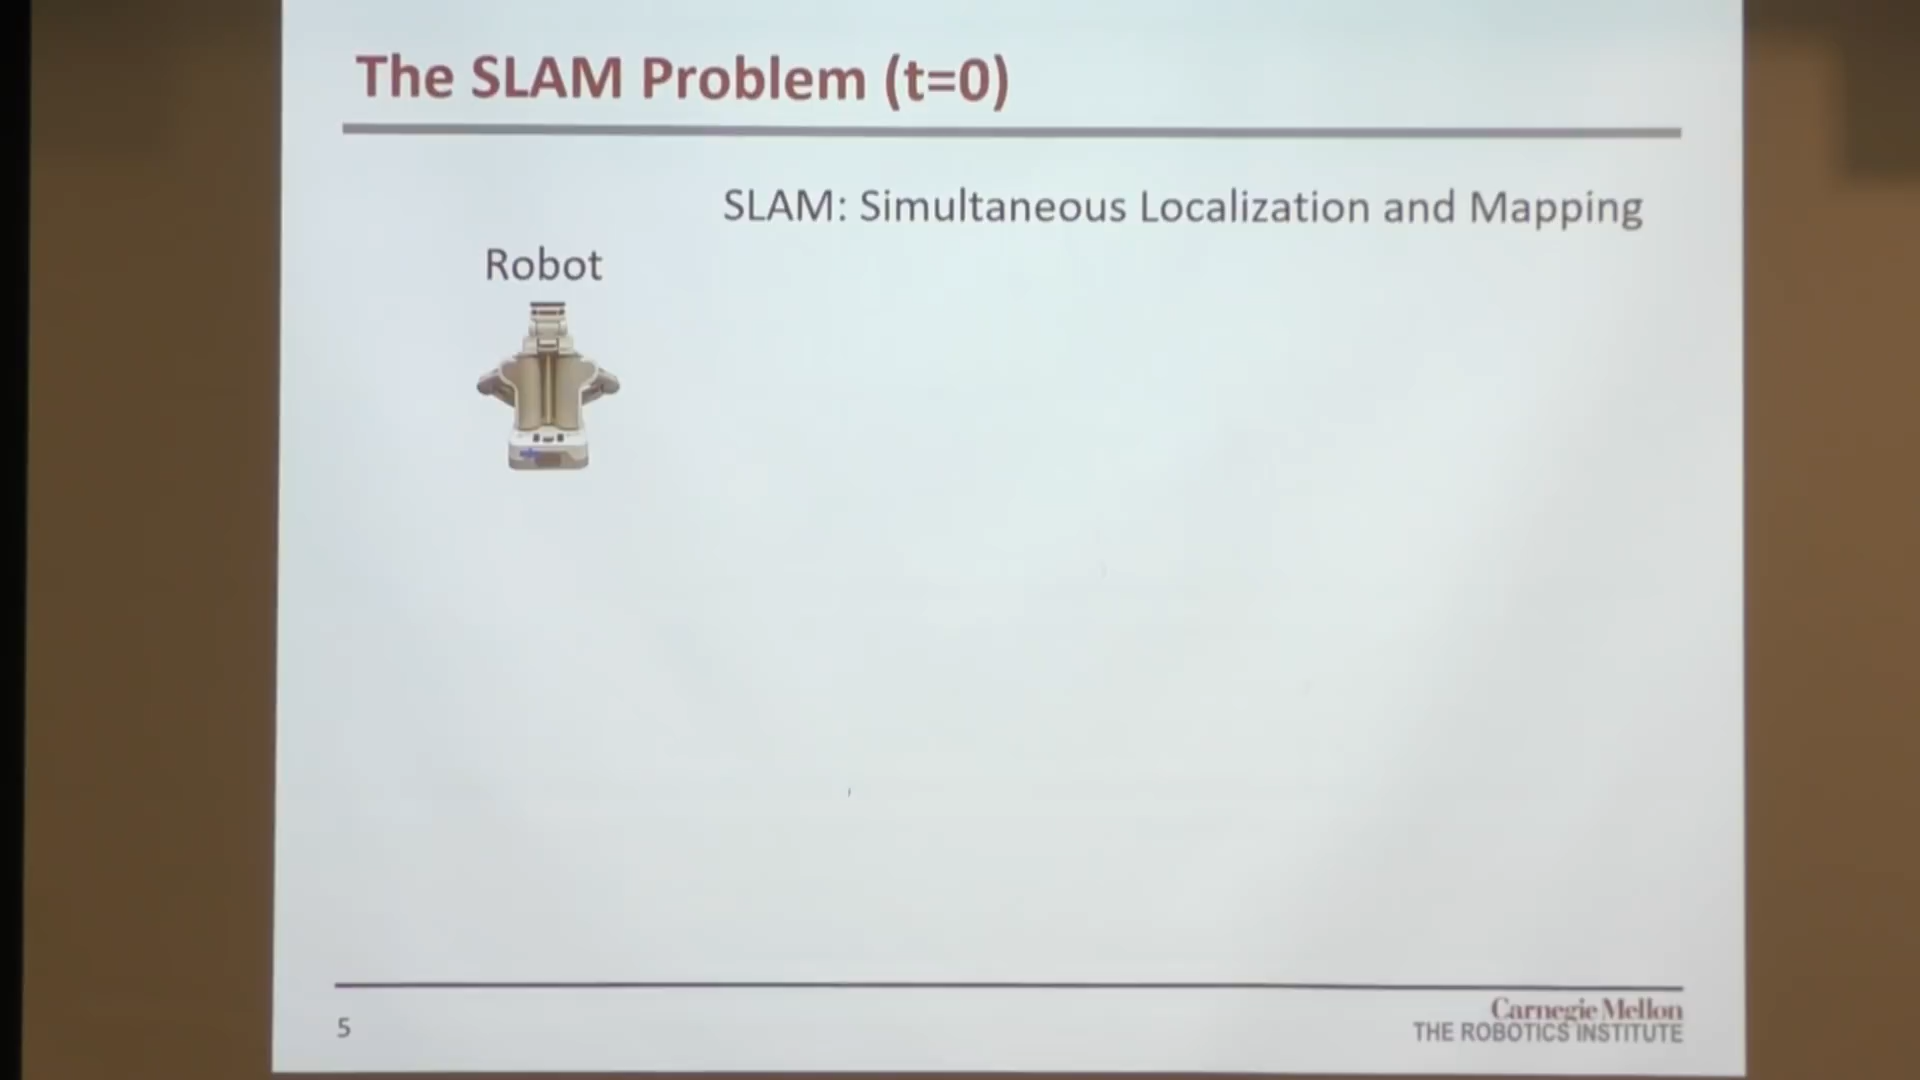 The SLAM Problem (t=0)
SLAM: Simultaneous Localization and Mapping
Robot
5
Carnegie Mellon
THE ROBOTICS INSTITUTE